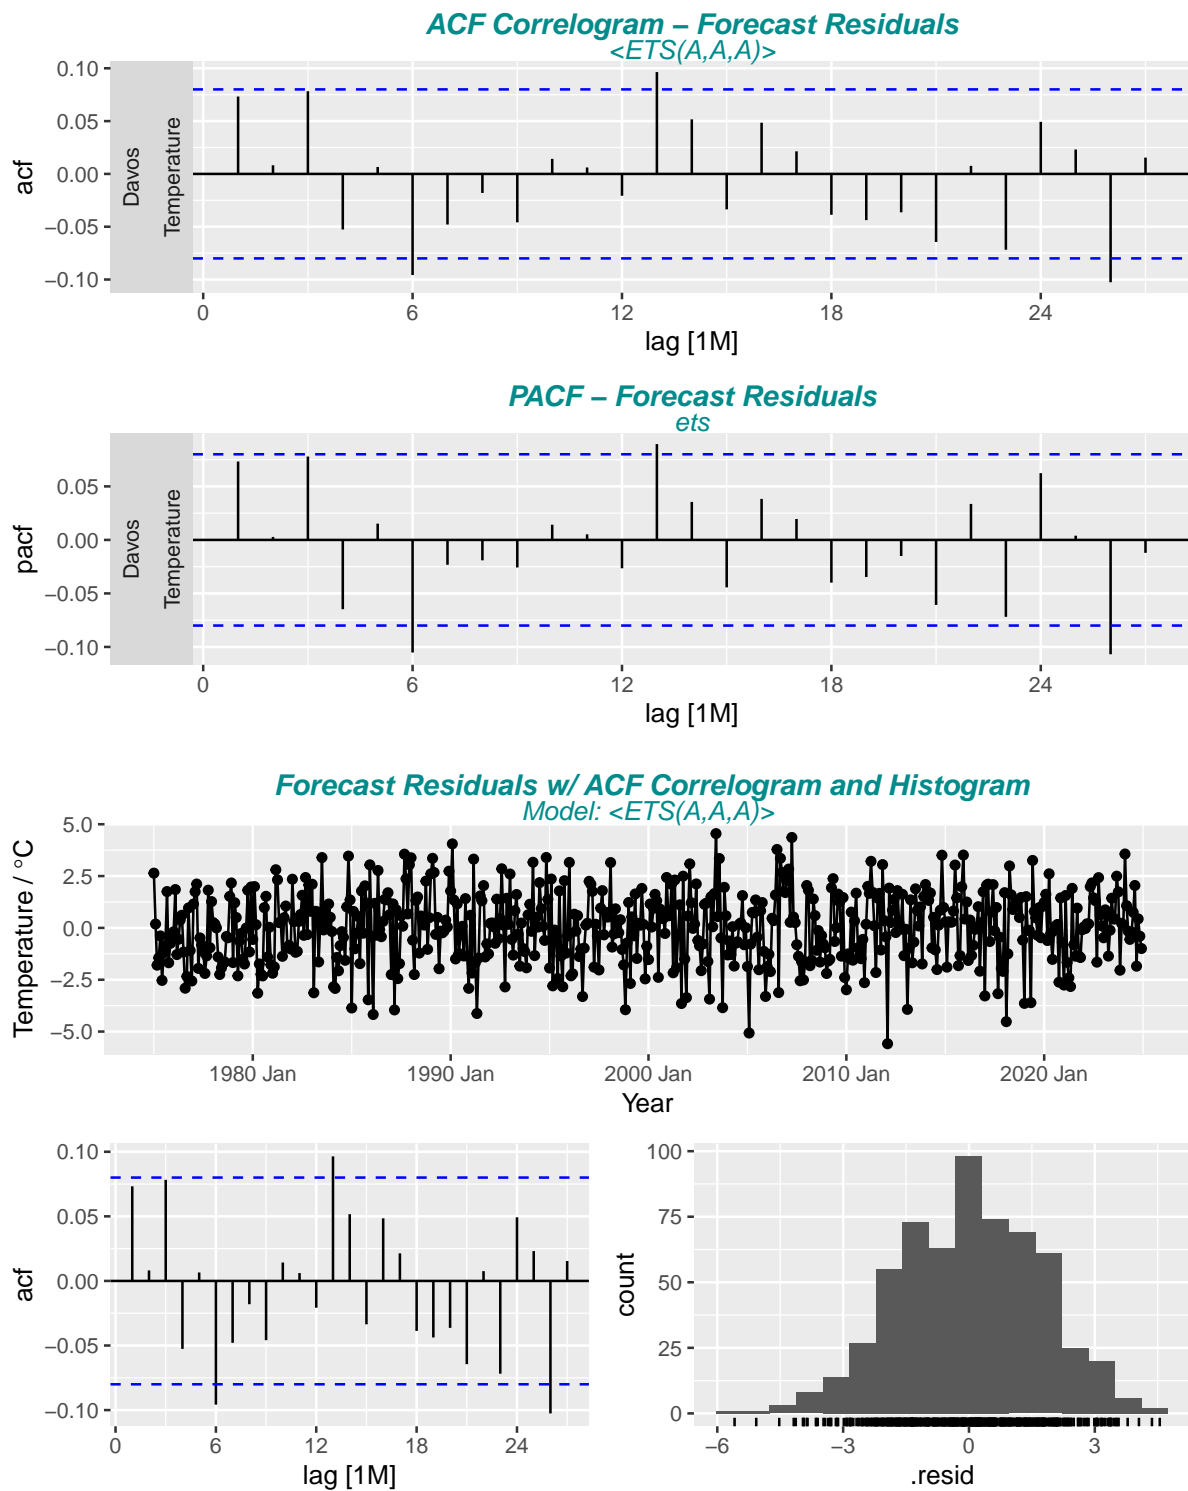 ACF Correlogram – Forecast Residuals
<ETS(A,A,A)>
0.10
0.05
0.00
−0.05
−0.10
acf
Davos
Temperature
0 6 12 18 24
lag [1M]
PACF – Forecast Residuals
ets
0.05
0.00
−0.05
−0.10
pacf
Davos
Temperature
0 6 12 18 24
lag [1M]
Forecast Residuals w/ ACF Correlogram and Histogram
Model: <ETS(A,A,A)>
5.0
2.5
0.0
−2.5
−5.0
Temperature / °C
1980 Jan 1990 Jan 2000 Jan 2010 Jan 2020 Jan
Year
0.10
0.05
0.00
−0.05
−0.10
acf
0 6 12 18 24
lag [1M]
100
75
50
25
0
count
−6 −3 0 3
.resid